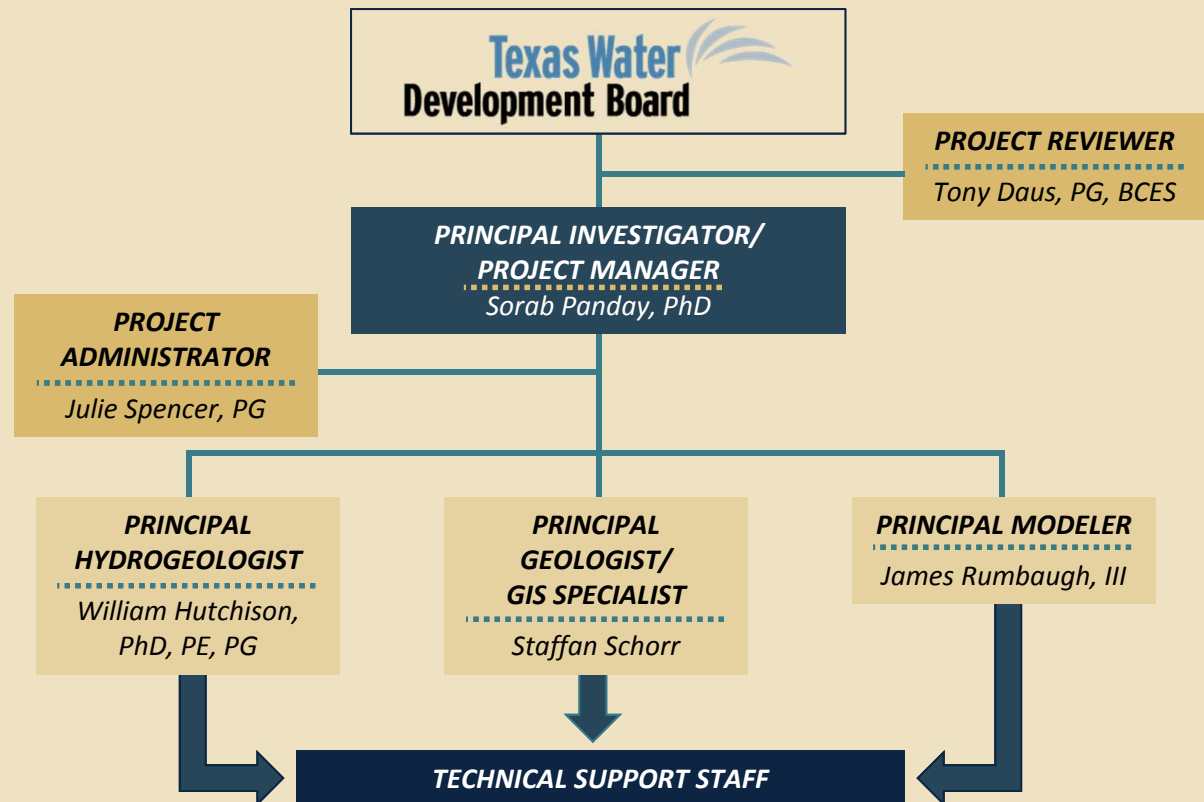 Texas Water
Development Board
PROJECT REVIEWER
Tony Daus, PG, BCES
PRINCIPAL INVESTIGATOR/
PROJECT MANAGER
Sorab Panday, PhD
PROJECT
ADMINISTRATOR
Julie Spencer, PG
PRINCIPAL
HYDROGEOLOGIST
William Hutchison,
PhD, PE, PG
PRINCIPAL
GEOLOGIST/
GIS SPECIALIST
Staffan Schorr
PRINCIPAL MODELER
James Rumbaugh, III
TECHNICAL SUPPORT STAFF